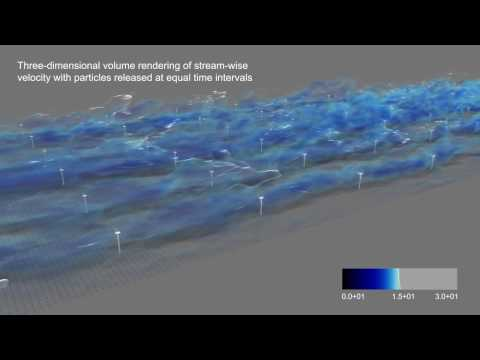 Three-dimensional volume rendering of stream-wise
velocity with particles released at equal time intervals
0.0+01 1.5+01 3.0+01